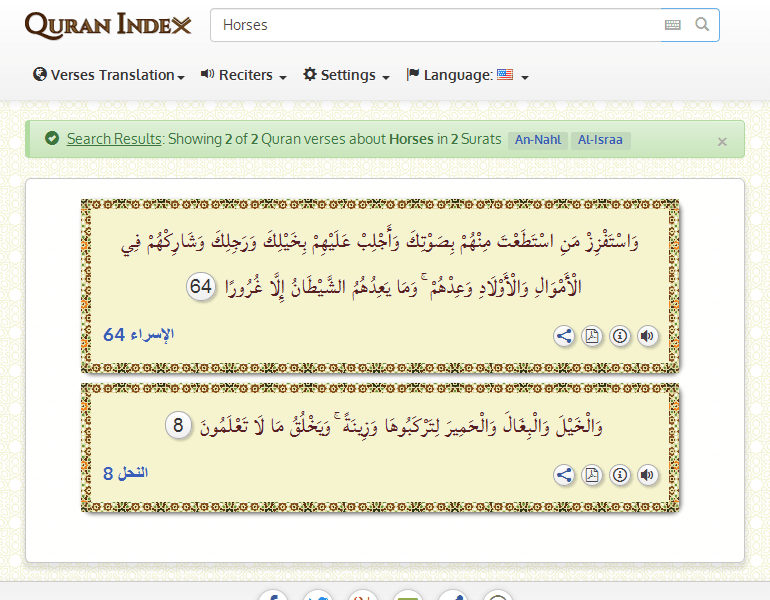 QURAN INDEX
Horses
Verses Translation
Reciters
Settings
Language:
Search Results: Showing 2 of 2 Quran verses about Horses in 2 Surats An-Nahl Al-Israa ×
وَاسْتَفْزِزْ مَنِ اسْتَطَعْتَ مِنْهُمْ بِصَوْتِكَ وَأَجْلِبْ عَلَيْهِمْ بِخَيْلِكَ وَرَجِلِكَ وَشَارِكْهُمْ فِي
الْأَمْوَالِ وَالْأَوْلَادِ وَعِدْهُمْ ۚ وَمَا يَعِدُهُمُ الشَّيْطَانُ إِلَّا غُرُورًا 64
الإسراء 64
وَالْخَيْلَ وَالْبِغَالَ وَالْحَمِيرَ لِتَرْكَبُوهَا وَزِينَةً ۚ وَيَخْلُقُ مَا لَا تَعْلَمُونَ 8
النحل 8